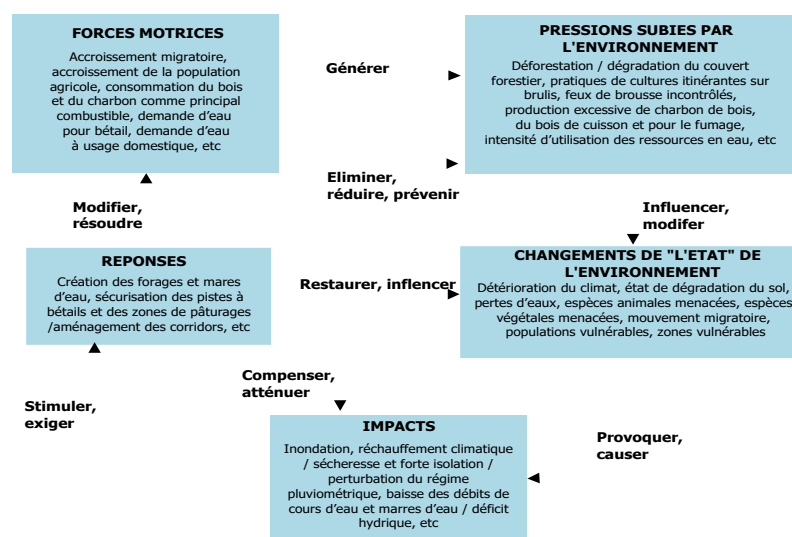 FORCES MOTRICES
Accroissement migratoire,
accroissement de la population
agricole, consommation du bois
et du charbon comme principal
combustible, demande d'eau
pour bétail, demande d'eau
à usage domestique, etc
Générer
PRESSIONS SUBIES PAR
L'ENVIRONNEMENT
Déforestation / dégradation du couvert
forestier, pratiques de cultures itinérantes sur
brulis, feux de brousse incontrôlés,
production excessive de charbon de bois,
du bois de cuisson et pour le fumage,
intensité d'utilisation des ressources en eau, etc
Eliminer,
réduire, prévenir
Modifier,
résoudre
Influencer,
modifer
REPONSES
Création des forages et mares
d'eau, sécurisation des pistes à
bétails et des zones de pâturages
/aménagement des corridors, etc
Restaurer, inflencer
CHANGEMENTS DE "L'ETAT" DE
L'ENVIRONNEMENT
Détérioration du climat, état de dégradation du sol,
pertes d'eaux, espèces animales menacées, espèces
végétales menacées, mouvement migratoire,
populations vulnérables, zones vulnérables
Stimuler,
exiger
Compenser,
atténuer
IMPACTS
Inondation, réchauffement climatique
/ sécheresse et forte isolation /
perturbation du régime
pluviométrique, baisse des débits de
cours d'eau et marres d'eau / déficit
hydrique, etc
Provoquer,
causer